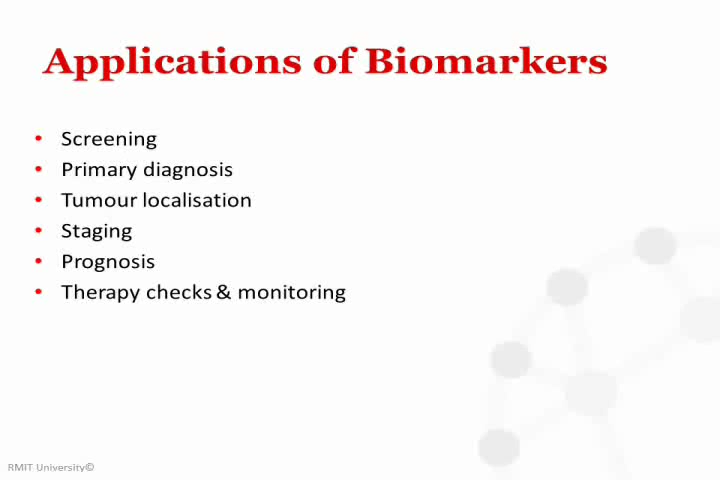 Applications of Biomarkers
• Screening
• Primary diagnosis
• Tumour localisation
• Staging
• Prognosis
• Therapy checks & monitoring
RMIT University©